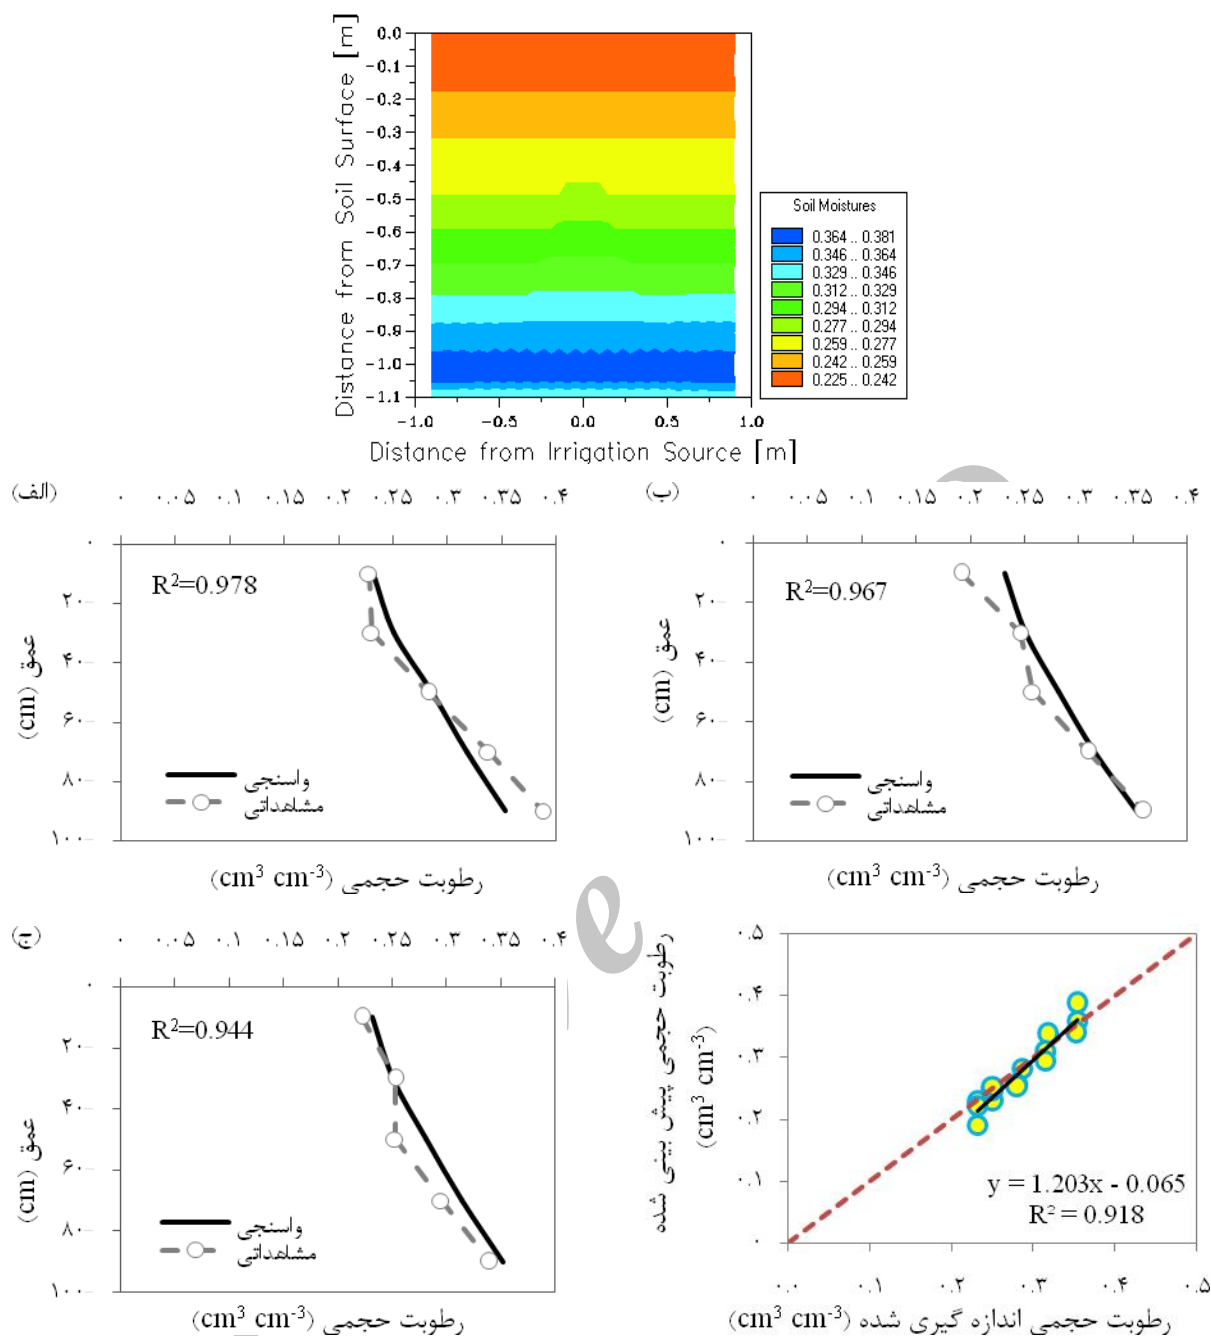 Distance from Soil Surface [m]
0.0
-0.1
-0.2
-0.3
-0.4
-0.5
-0.6
-0.7
-0.8
-0.9
-1.0
-1.1
-1.0 -0.5 0.0 0.5 1.0
Distance from Irrigation Source [m]
Soil Moistures
0.364 .. 0.381
0.346 .. 0.364
0.329 .. 0.346
0.312 .. 0.329
0.294 .. 0.312
0.277 .. 0.294
0.259 .. 0.277
0.242 .. 0.259
0.225 .. 0.242
(الف)
۰ ۰.۰۵ ۰.۱ ۰.۱۵ ۰.۲ ۰.۲۵ ۰.۳ ۰.۳۵ ۰.۴
۰
۲۰-
۴۰-
۶۰-
۸۰-
۱۰۰-
عمق (cm)
R²=0.978
واسنجی
مشاهداتی
رطوبت حجمی (cm³ cm⁻³)
(ب)
۰ ۰.۰۵ ۰.۱ ۰.۱۵ ۰.۲ ۰.۲۵ ۰.۳ ۰.۳۵ ۰.۴
۰
۲۰-
۴۰-
۶۰-
۸۰-
۱۰۰-
عمق (cm)
R²=0.967
واسنجی
مشاهداتی
رطوبت حجمی (cm³ cm⁻³)
(ج)
۰ ۰.۰۵ ۰.۱ ۰.۱۵ ۰.۲ ۰.۲۵ ۰.۳ ۰.۳۵ ۰.۴
۰
۲۰-
۴۰-
۶۰-
۸۰-
۱۰۰-
عمق (cm)
R²=0.944
واسنجی
مشاهداتی
رطوبت حجمی (cm³ cm⁻³)
رطوبت حجمی پیش بینی شده
(cm³ cm⁻³)
۰.۵
۰.۴
۰.۳
۰.۲
۰.۱
۰
y = 1.203x - 0.065
R² = 0.918
۰.۰ ۰.۱ ۰.۲ ۰.۳ ۰.۴ ۰.۵
رطوبت حجمی اندازه گیری شده (cm³ cm⁻³)